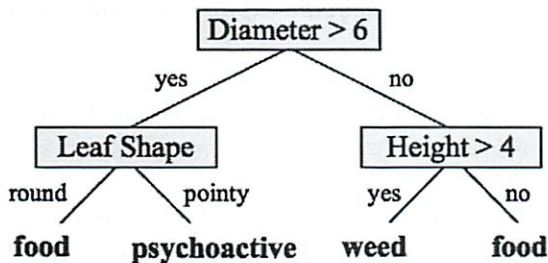 Diameter > 6
yes no
Leaf Shape Height > 4
round pointy yes no
food psychoactive weed food